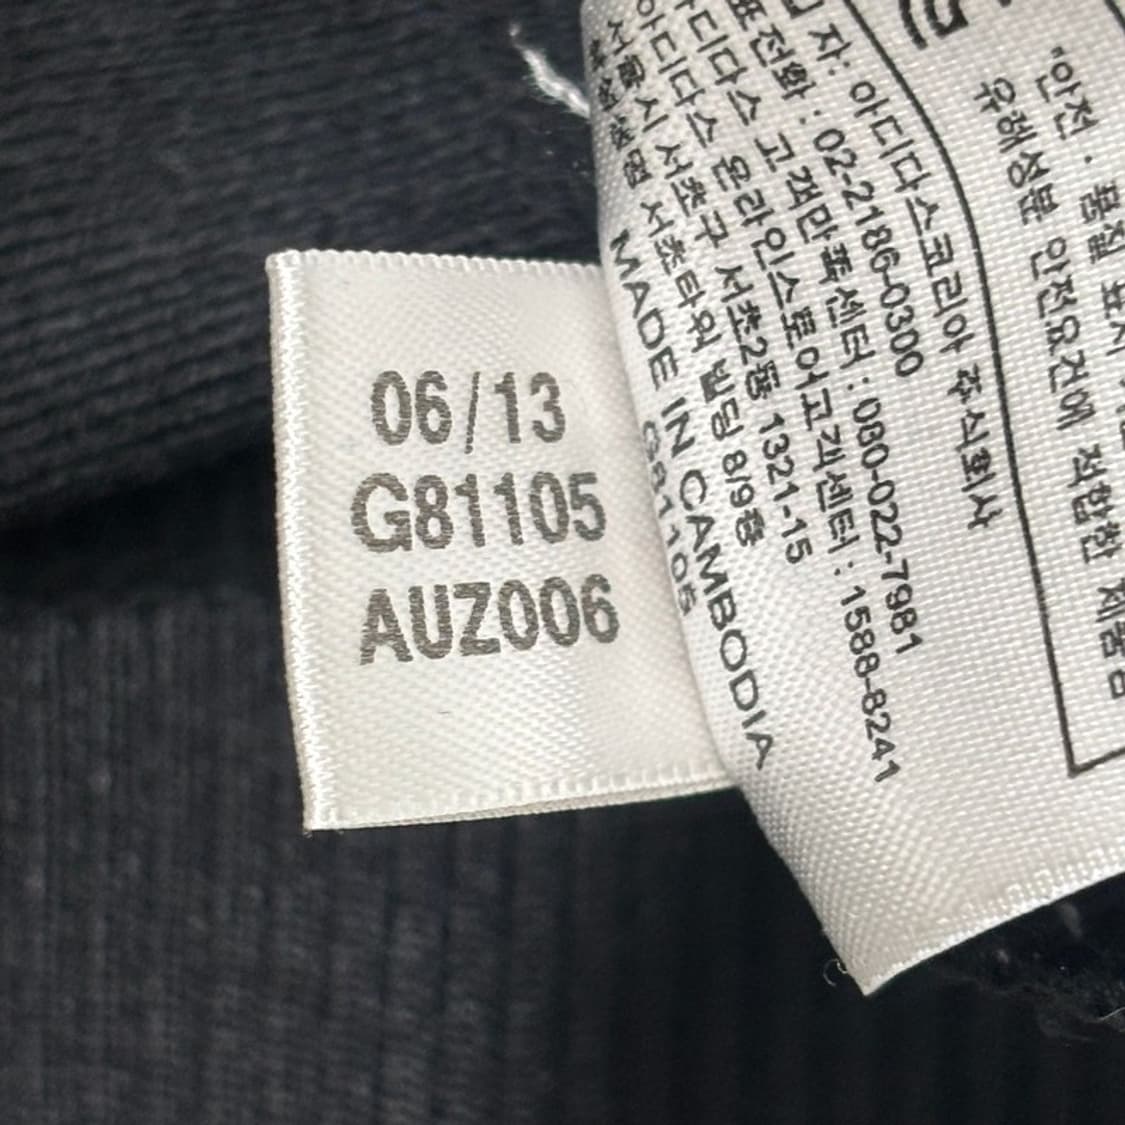 06/13
G81105
AUZ006
"안전·품질 표시
유해성분 안전요건에 적합한 제품임
자: 아디다스코리아 주식회사
표전화 : 02-2186-0300
디다스 고객만족센터 : 080-022-7981
아디다스 온라인스토어고객센터 : 1588-8241
서울시 서초구 서초2동 1321-15
서초타워 빌딩 8/9층
MADE IN CAMBODIA
G81105